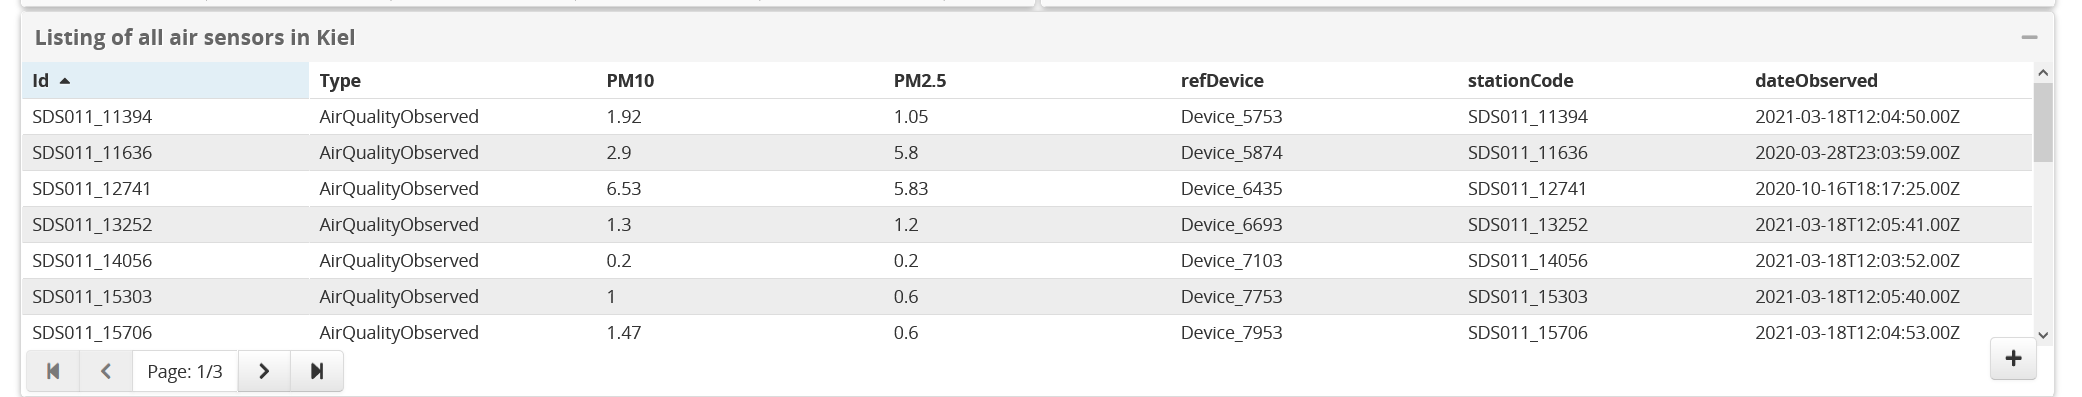 Listing of all air sensors in Kiel
Id Type PM10 PM2.5 refDevice stationCode dateObserved
SDS011_11394 AirQualityObserved 1.92 1.05 Device_5753 SDS011_11394 2021-03-18T12:04:50.00Z
SDS011_11636 AirQualityObserved 2.9 5.8 Device_5874 SDS011_11636 2020-03-28T23:03:59.00Z
SDS011_12741 AirQualityObserved 6.53 5.83 Device_6435 SDS011_12741 2020-10-16T18:17:25.00Z
SDS011_13252 AirQualityObserved 1.3 1.2 Device_6693 SDS011_13252 2021-03-18T12:05:41.00Z
SDS011_14056 AirQualityObserved 0.2 0.2 Device_7103 SDS011_14056 2021-03-18T12:03:52.00Z
SDS011_15303 AirQualityObserved 1 0.6 Device_7753 SDS011_15303 2021-03-18T12:05:40.00Z
SDS011_15706 AirQualityObserved 1.47 0.6 Device_7953 SDS011_15706 2021-03-18T12:04:53.00Z
Page: 1/3